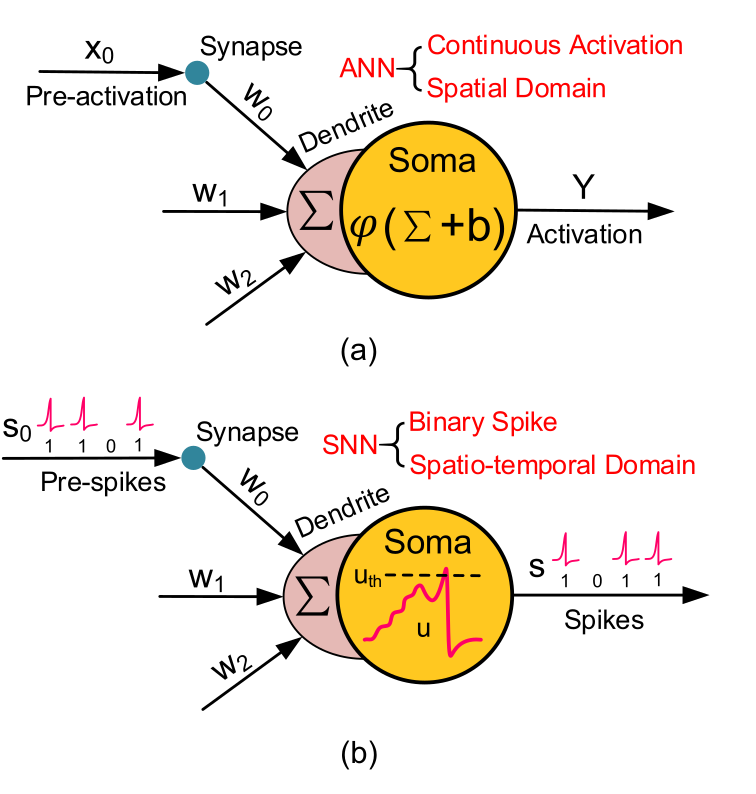 x₀
Synapse
ANN
Continuous Activation
Spatial Domain
Pre-activation
w₀
Dendrite
Soma
w₁
Σ
φ(Σ+b)
Y
Activation
w₂
(a)
s₀
1 1 0 1
Synapse
SNN
Binary Spike
Spatio-temporal Domain
Pre-spikes
w₀
Dendrite
Soma
w₁
Σ
uₜₕ
u
s
1 0 1 1
Spikes
w₂
(b)